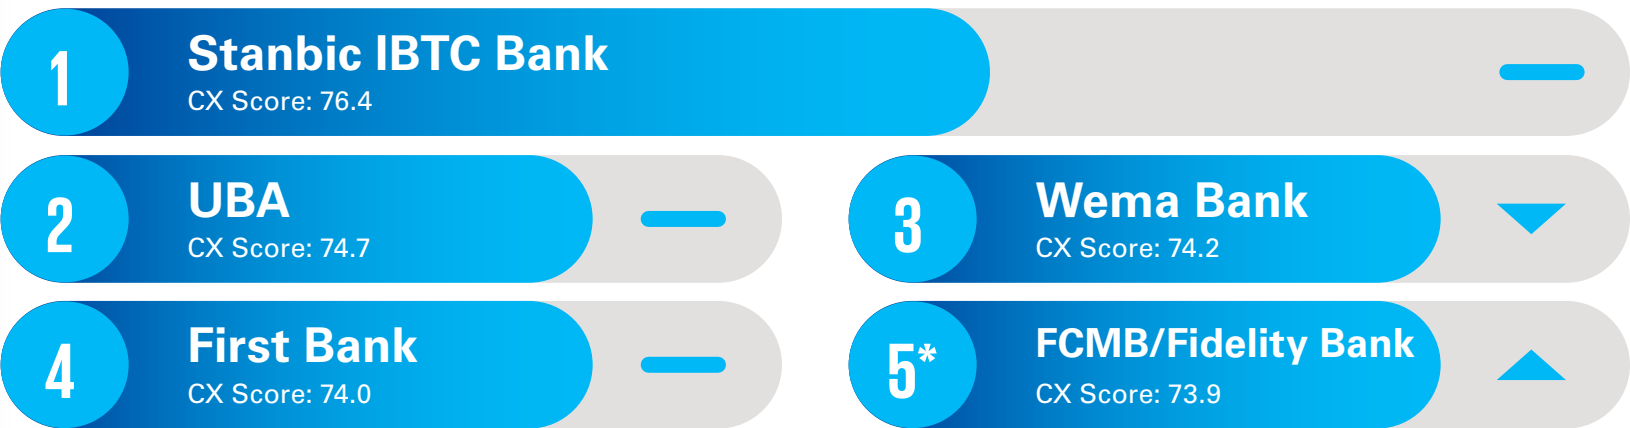 1
Stanbic IBTC Bank
CX Score: 76.4
2
UBA
CX Score: 74.7
3
Wema Bank
CX Score: 74.2
4
First Bank
CX Score: 74.0
5*
FCMB/Fidelity Bank
CX Score: 73.9